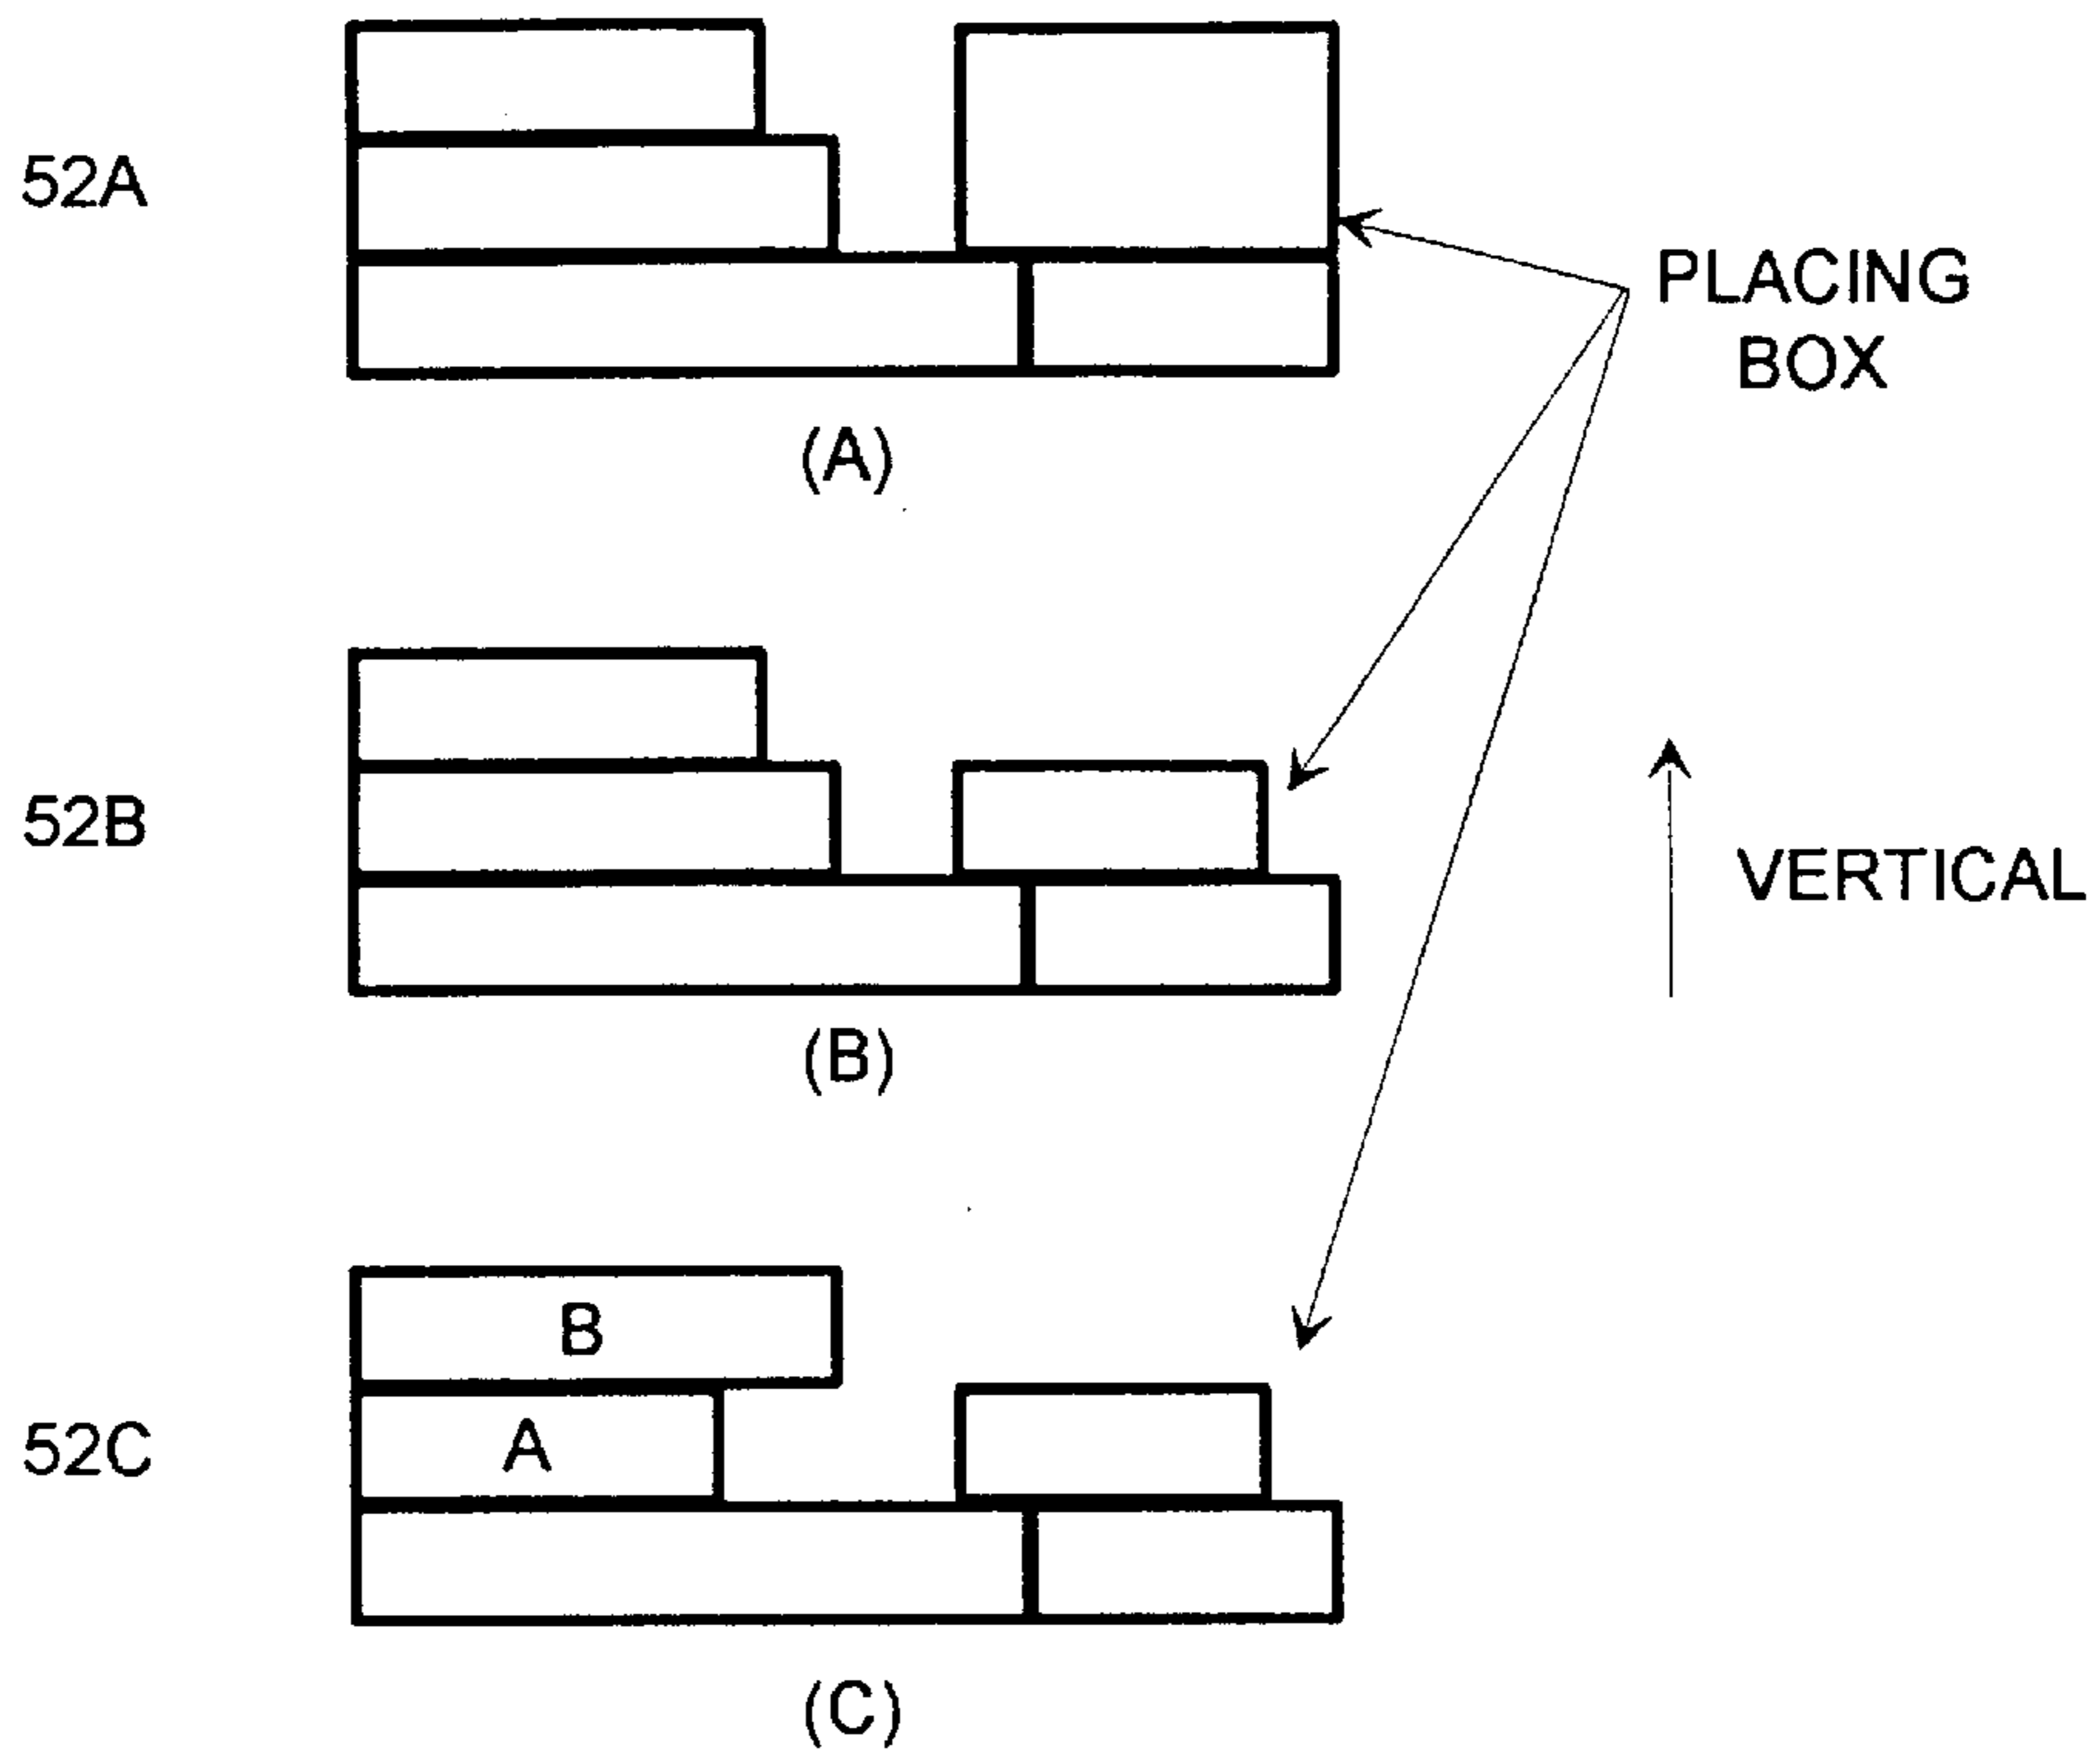 52A
PLACING
BOX
(A)
52B
VERTICAL
(B)
B
52C
A
(C)